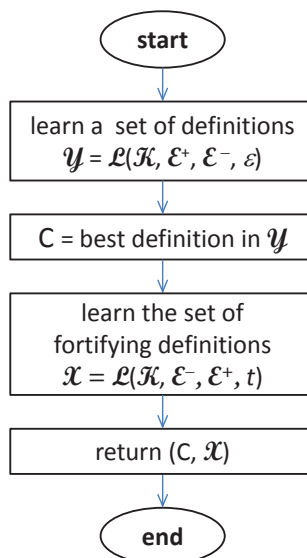 start
learn a set of definitions
𝓨 = 𝓛(𝓚, 𝓔⁺, 𝓔⁻, ε)
C = best definition in 𝓨
learn the set of
fortifying definitions
𝓧 = 𝓛(𝓚, 𝓔⁻, 𝓔⁺, t)
return (C, 𝓧)
end